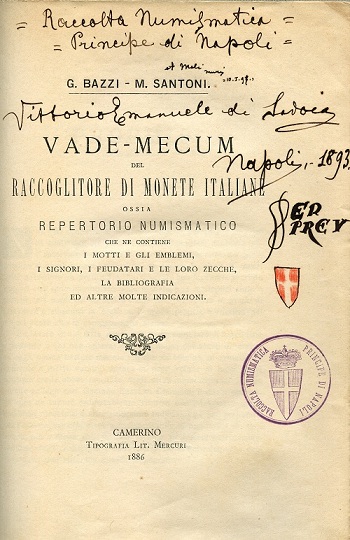 = Raccolta Numismatica
= Principe di Napoli =
G. BAZZI - M. SANTONI.
Vittorio Emanuele di Savoia
VADE-MECUM
Napoli, - 1893.
DEL
RACCOGLITORE DI MONETE ITALIANE
OSSIA
REPERTORIO NUMISMATICO
CHE NE CONTIENE
I MOTTI E GLI EMBLEMI,
I SIGNORI, I FEUDATARI E LE LORO ZECCHE,
LA BIBLIOGRAFIA
ED ALTRE MOLTE INDICAZIONI.
RACCOLTA NUMISMATICA
PRINCIPE DI NAPOLI
CAMERINO
TIPOGRAFIA LIT. MERCURI
1886